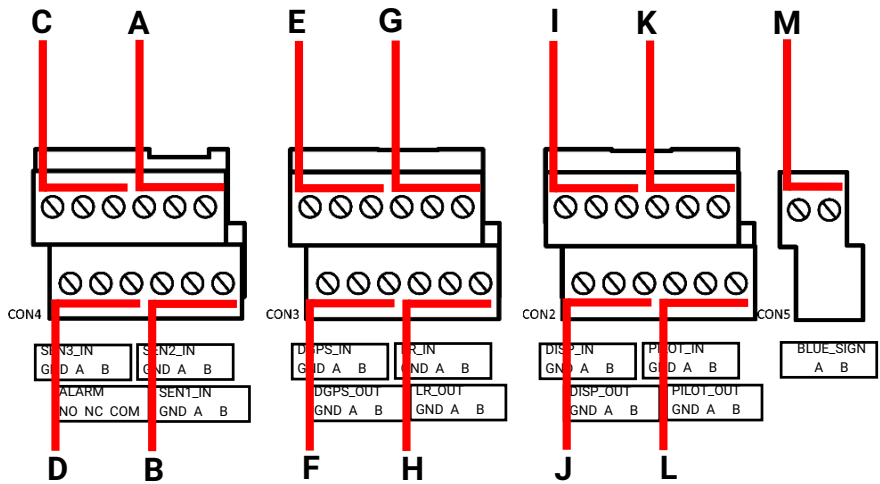 C A E G I K M
CON4 CON3 CON2 CON5
SEN3_IN SEN2_IN DGPS_IN LR_IN DISP_IN PILOT_IN BLUE_SIGN
GND A B GND A B GND A B GND A B GND A B GND A B A B
ALARM SEN1_IN DGPS_OUT LR_OUT DISP_OUT PILOT_OUT
NO NC COM GND A B GND A B GND A B GND A B GND A B
D B F H J L